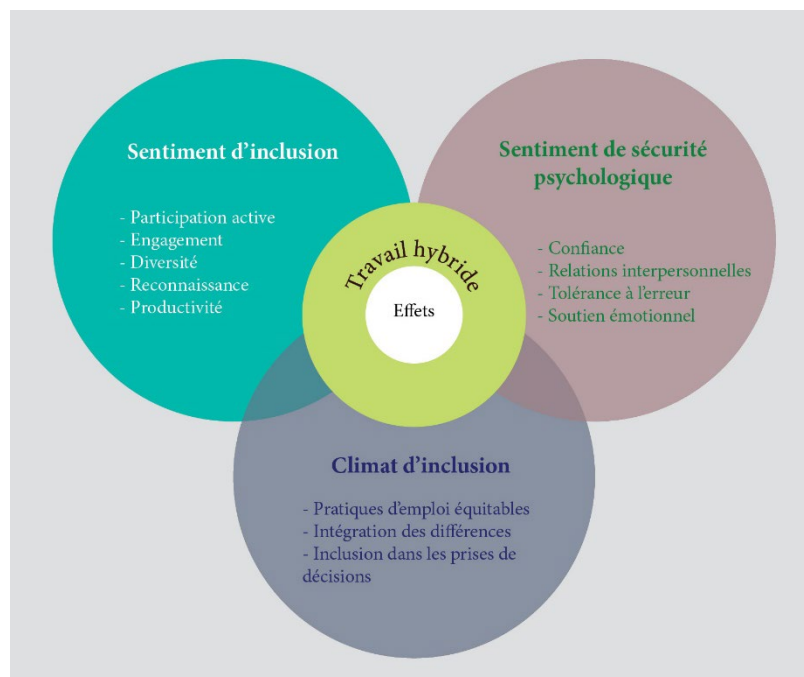 Sentiment d’inclusion
- Participation active
- Engagement
- Diversité
- Reconnaissance
- Productivité
Sentiment de sécurité
psychologique
- Confiance
- Relations interpersonnelles
- Tolérance à l’erreur
- Soutien émotionnel
Travail hybride
Effets
Climat d’inclusion
- Pratiques d’emploi équitables
- Intégration des différences
- Inclusion dans les prises de
décisions